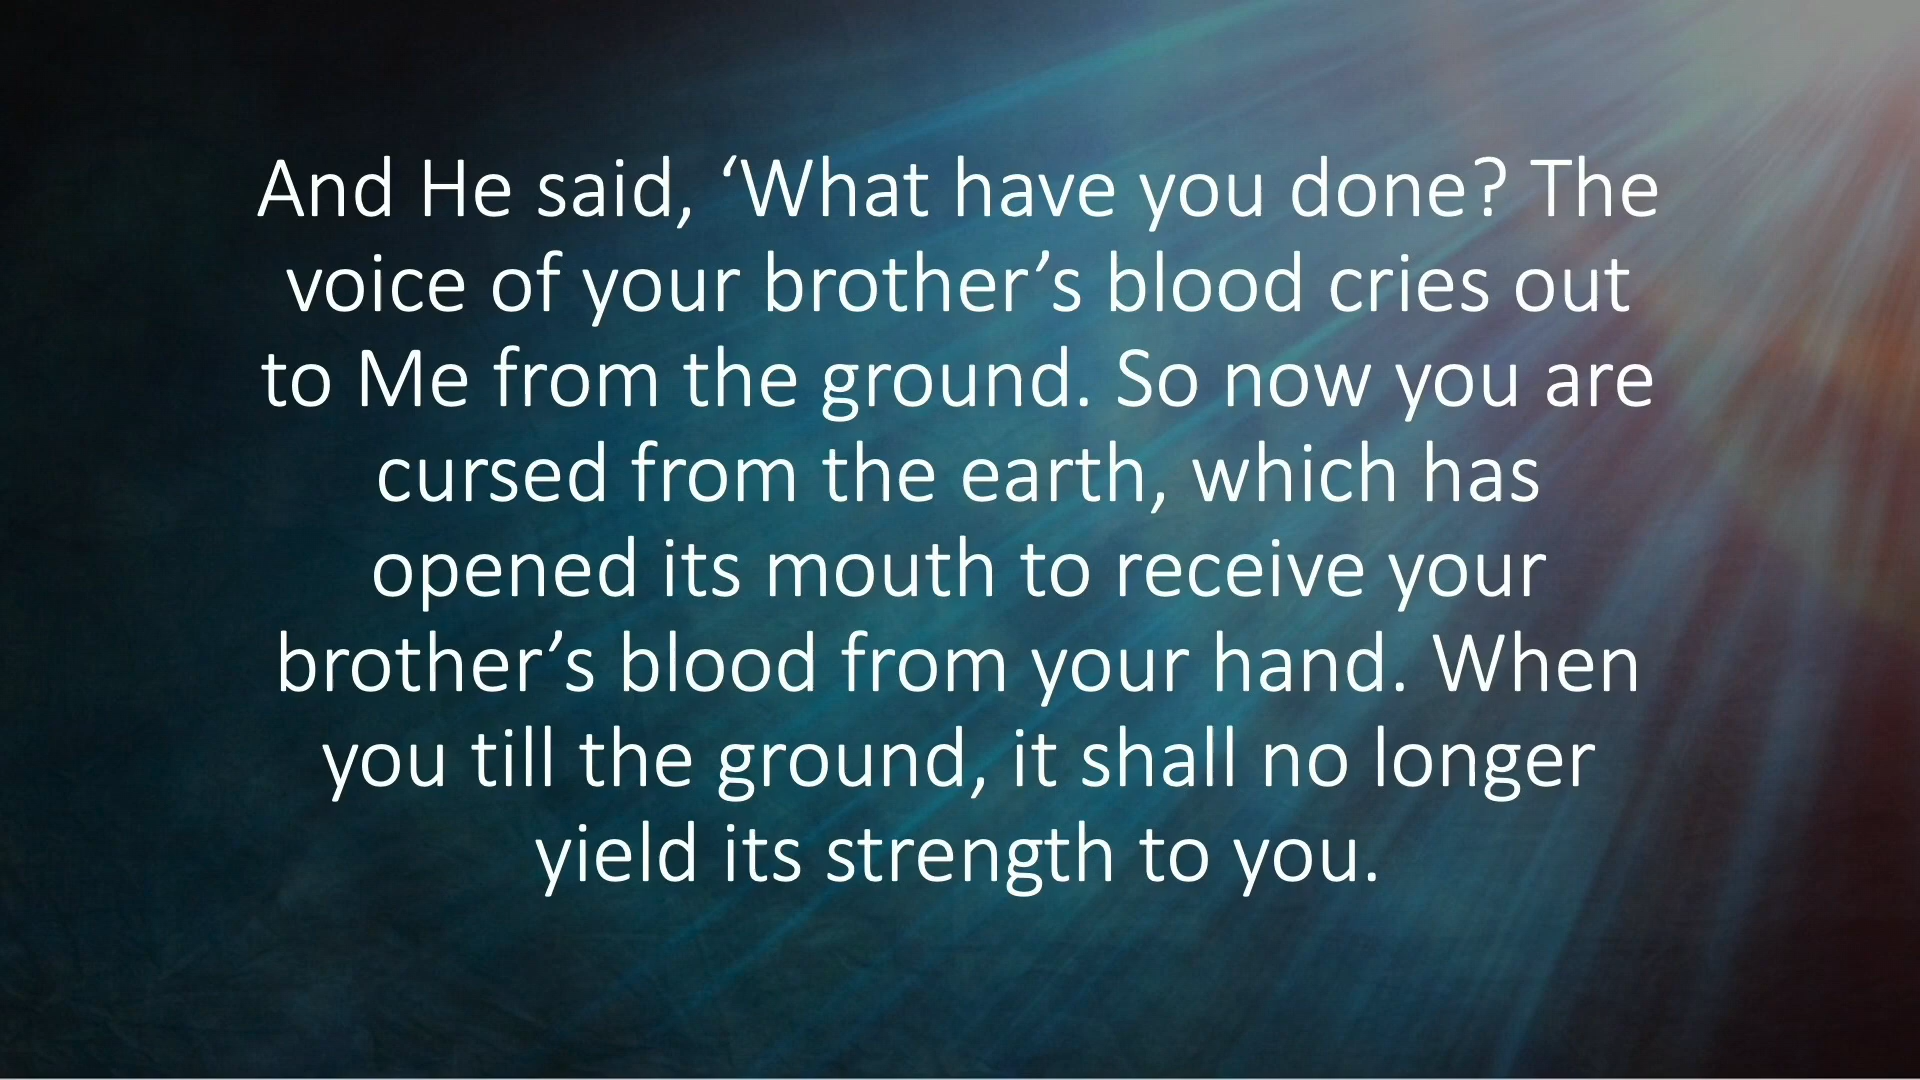 And He said, ‘What have you done? The
voice of your brother’s blood cries out
to Me from the ground. So now you are
cursed from the earth, which has
opened its mouth to receive your
brother’s blood from your hand. When
you till the ground, it shall no longer
yield its strength to you.